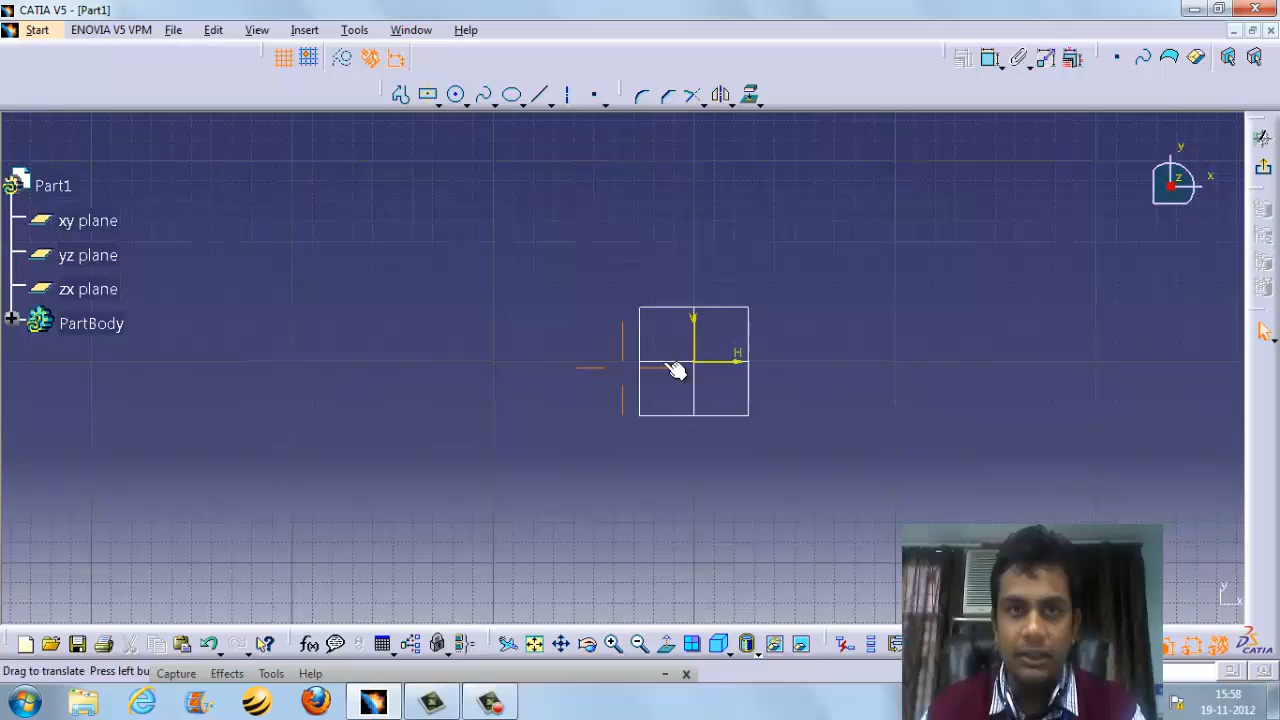 CATIA V5 - [Part1]
Start ENOVIA V5 VPM File Edit View Insert Tools Window Help
y
z x
Part1
xy plane
yz plane
zx plane
PartBody
V
H
y
x
f(x)
CATIA
Drag to translate Press left bu
Capture Effects Tools Help
15:58
19-11-2012